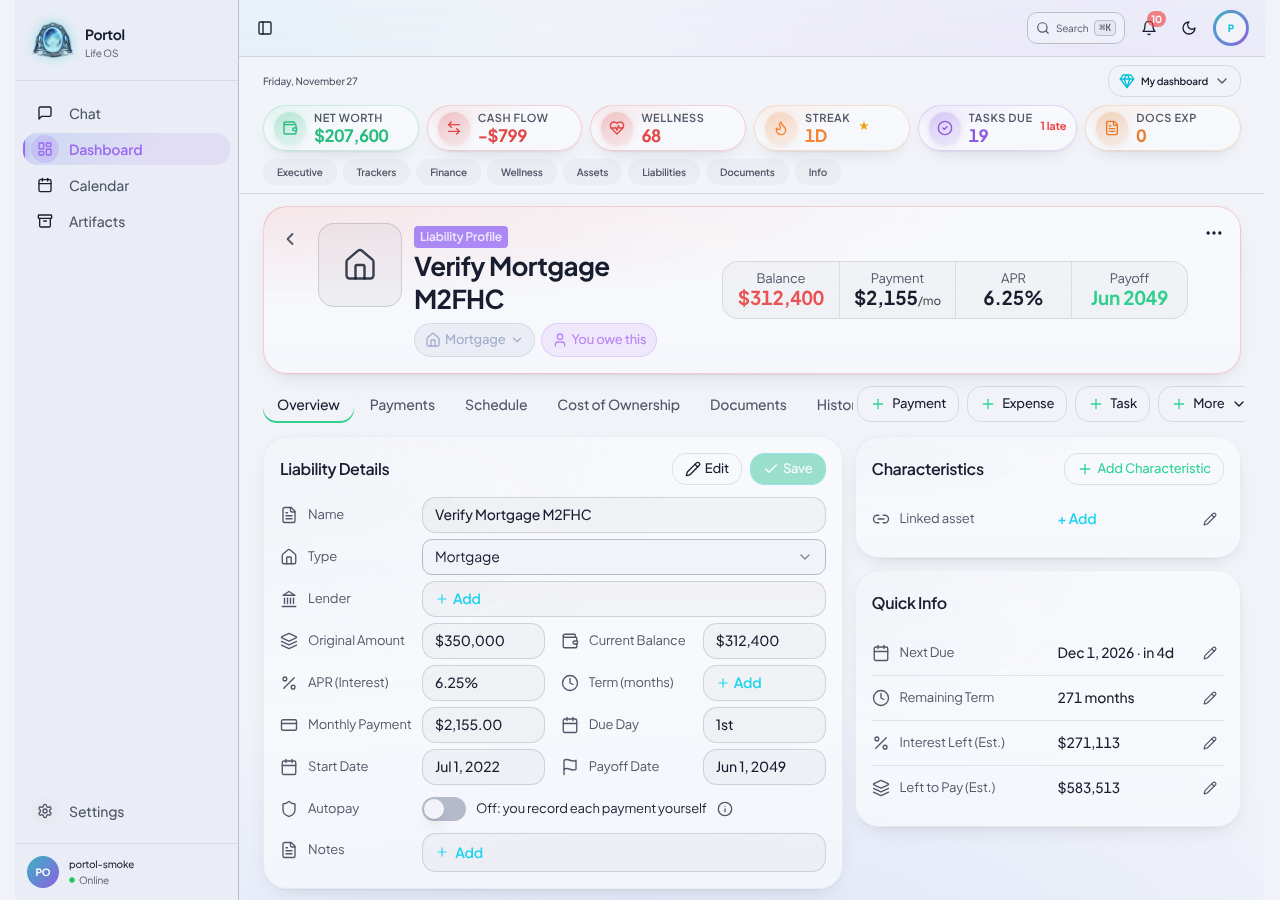 Portol
Life OS
Chat
Dashboard
Calendar
Artifacts
Settings
PO
portol-smoke
Online
Search ⌘K
10
P
Friday, November 27
My dashboard
NET WORTH
$207,600
CASH FLOW
-$799
WELLNESS
68
STREAK
1D
TASKS DUE
19
1 late
DOCS EXP
0
Executive
Trackers
Finance
Wellness
Assets
Liabilities
Documents
Info
Liability Profile
Verify Mortgage
M2FHC
Mortgage
You owe this
Balance
$312,400
Payment
$2,155/mo
APR
6.25%
Payoff
Jun 2049
Overview
Payments
Schedule
Cost of Ownership
Documents
Histor
+ Payment
+ Expense
+ Task
+ More
Liability Details
Edit
Save
Name
Verify Mortgage M2FHC
Type
Mortgage
Lender
+ Add
Original Amount
$350,000
Current Balance
$312,400
APR (Interest)
6.25%
Term (months)
+ Add
Monthly Payment
$2,155.00
Due Day
1st
Start Date
Jul 1, 2022
Payoff Date
Jun 1, 2049
Autopay
Off: you record each payment yourself
Notes
+ Add
Characteristics
+ Add Characteristic
Linked asset
+ Add
Quick Info
Next Due
Dec 1, 2026 · in 4d
Remaining Term
271 months
Interest Left (Est.)
$271,113
Left to Pay (Est.)
$583,513